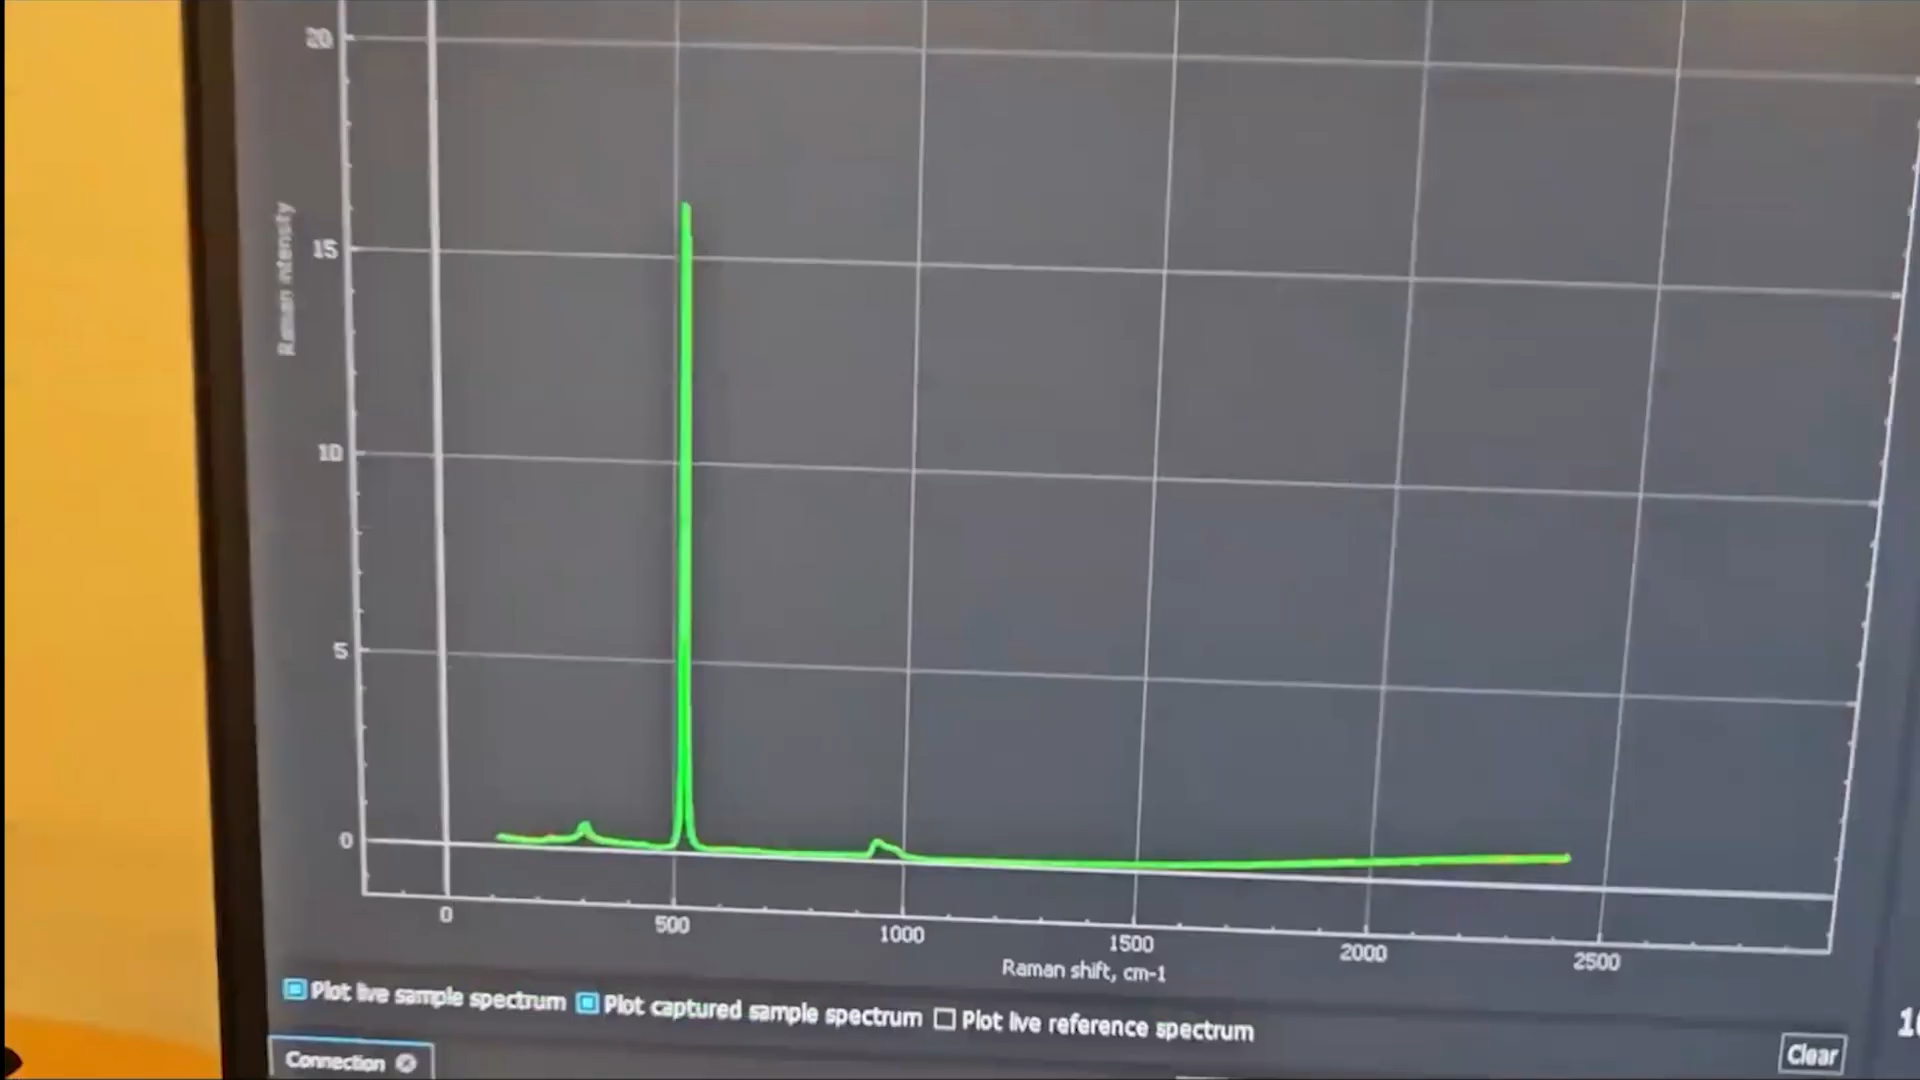 20
15
10
5
0
Raman intensity
0 500 1000 1500 2000 2500
Raman shift, cm-1
Plot live sample spectrum Plot captured sample spectrum Plot live reference spectrum
Connection
Clear